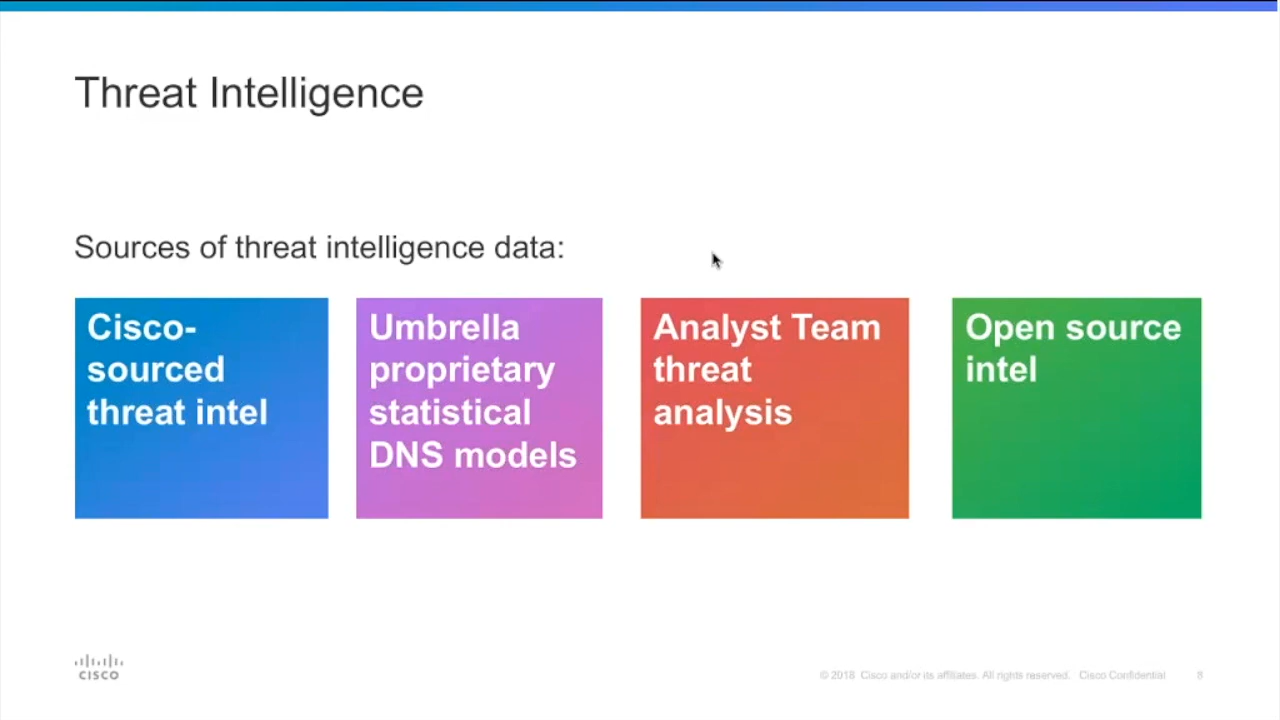 Threat Intelligence
Sources of threat intelligence data:
Cisco-
sourced
threat intel
Umbrella
proprietary
statistical
DNS models
Analyst Team
threat
analysis
Open source
intel
CISCO
© 2018 Cisco and/or its affiliates. All rights reserved. Cisco Confidential
8